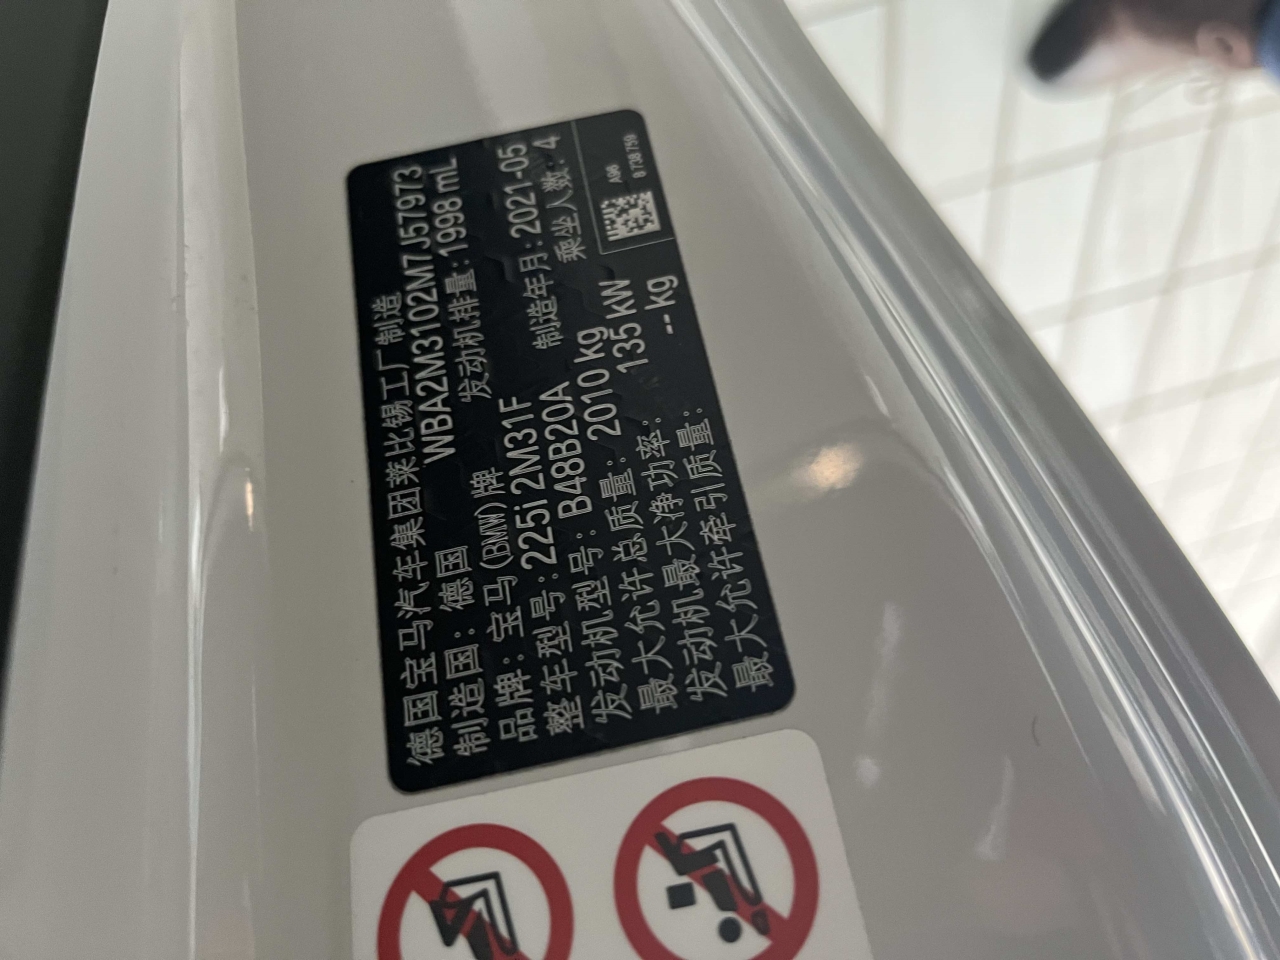 德国宝马汽车集团莱比锡工厂制造
制造国：德国 WBA2M3102M7J57973
品牌：宝马(BMW)牌 发动机排量：1998 mL
整车型号：225i 2M31F
发动机型号：B48B20A 制造年月：2021-05
最大允许总质量：2010 kg 乘坐人数：4
发动机最大净功率：135 kW
最大允许牵引质量：-- kg
A96
8 738 759